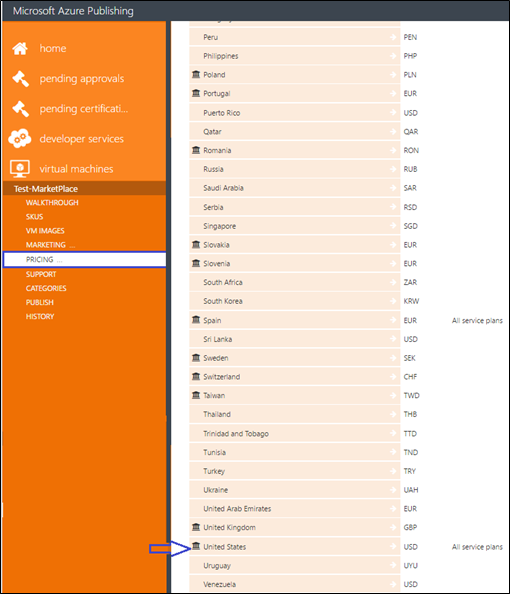 Microsoft Azure Publishing
home
pending approvals
pending certificati...
developer services
virtual machines
Test-MarketPlace
WALKTHROUGH
SKUS
VM IMAGES
MARKETING ...
PRICING ...
SUPPORT
CATEGORIES
PUBLISH
HISTORY
Peru PEN
Philippines PHP
Poland PLN
Portugal EUR
Puerto Rico USD
Qatar QAR
Romania RON
Russia RUB
Saudi Arabia SAR
Serbia RSD
Singapore SGD
Slovakia EUR
Slovenia EUR
South Africa ZAR
South Korea KRW
Spain EUR All service plans
Sri Lanka USD
Sweden SEK
Switzerland CHF
Taiwan TWD
Thailand THB
Trinidad and Tobago TTD
Tunisia TND
Turkey TRY
Ukraine UAH
United Arab Emirates EUR
United Kingdom GBP
United States USD All service plans
Uruguay UYU
Venezuela USD